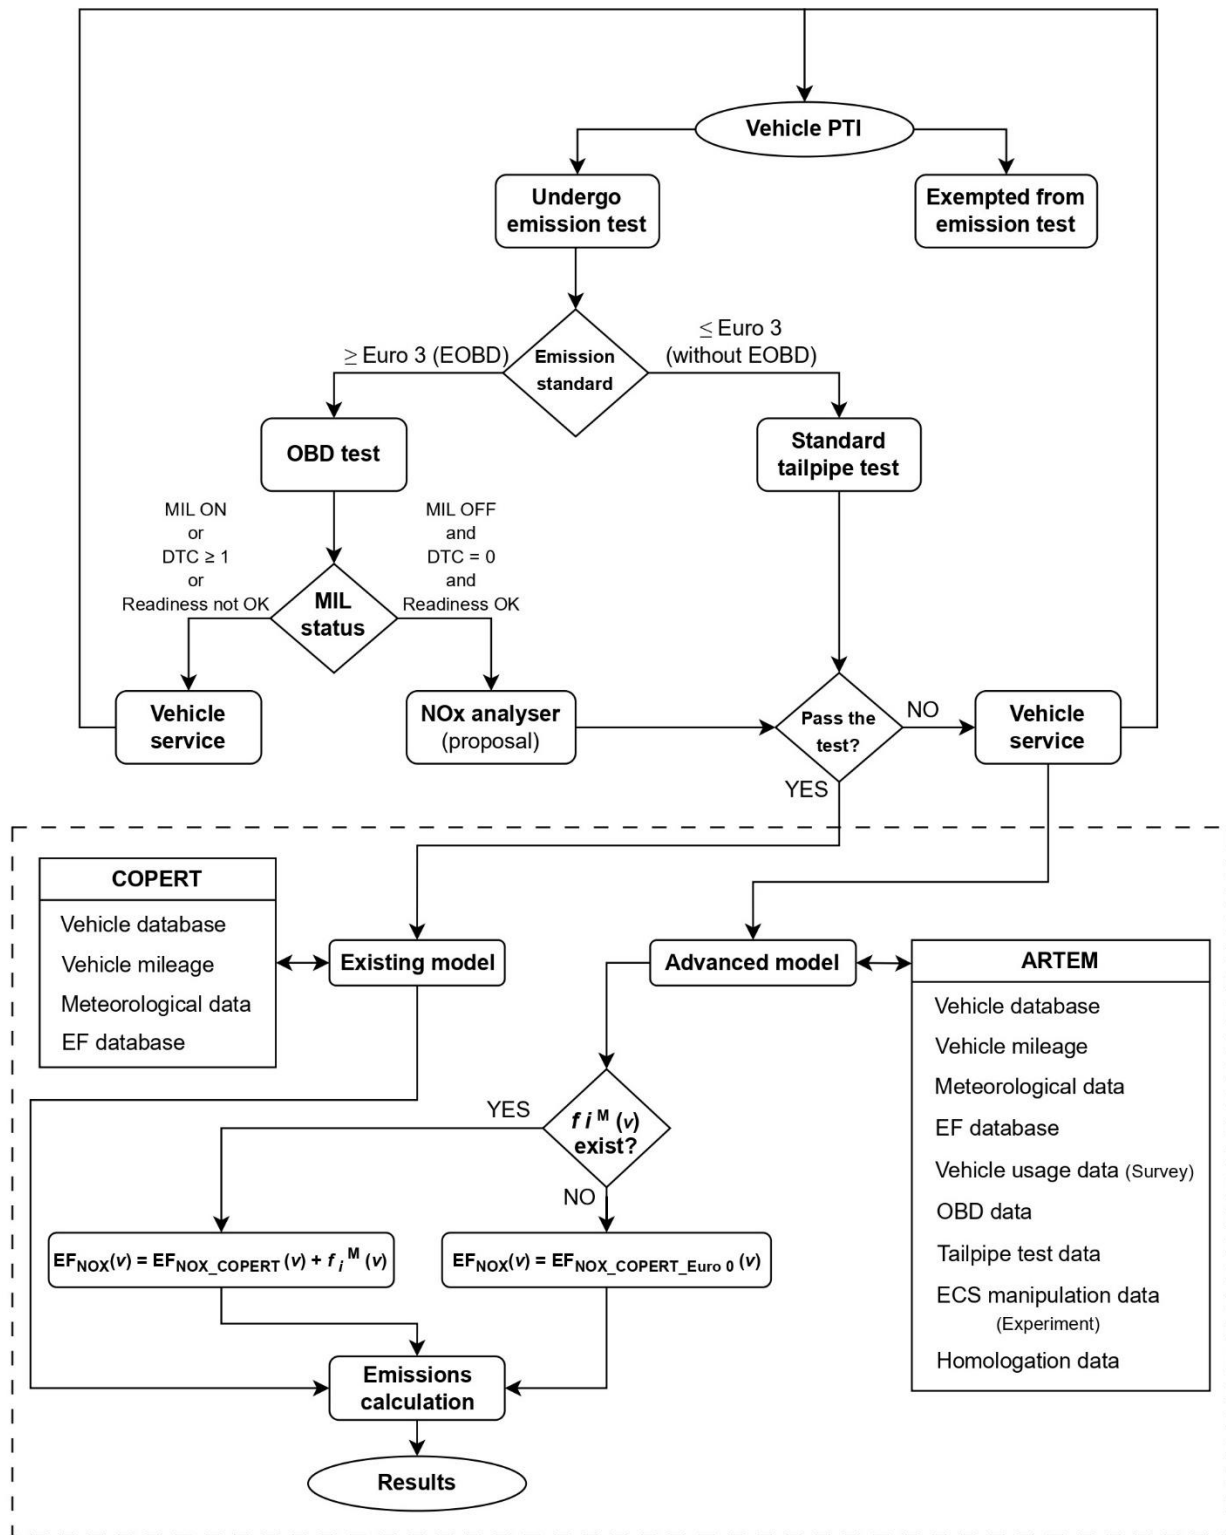 Vehicle PTI
Undergo
emission test
Exempted from
emission test
≥ Euro 3 (EOBD)
Emission
standard
≤ Euro 3
(without EOBD)
OBD test
Standard
tailpipe test
MIL ON
or
DTC ≥ 1
or
Readiness not OK
MIL OFF
and
DTC = 0
and
Readiness OK
MIL
status
Vehicle
service
NOx analyser
(proposal)
Pass the
test?
NO
YES
Vehicle
service
COPERT
Vehicle database
Vehicle mileage
Meteorological data
EF database
Existing model
Advanced model
ARTEM
Vehicle database
Vehicle mileage
Meteorological data
EF database
Vehicle usage data (Survey)
OBD data
Tailpipe test data
ECS manipulation data
(Experiment)
Homologation data
YES
f i M (v)
exist?
NO
EFNOX(v) = EFNOX_COPERT (v) + f i M (v)
EFNOX(v) = EFNOX_COPERT_Euro 0 (v)
Emissions
calculation
Results